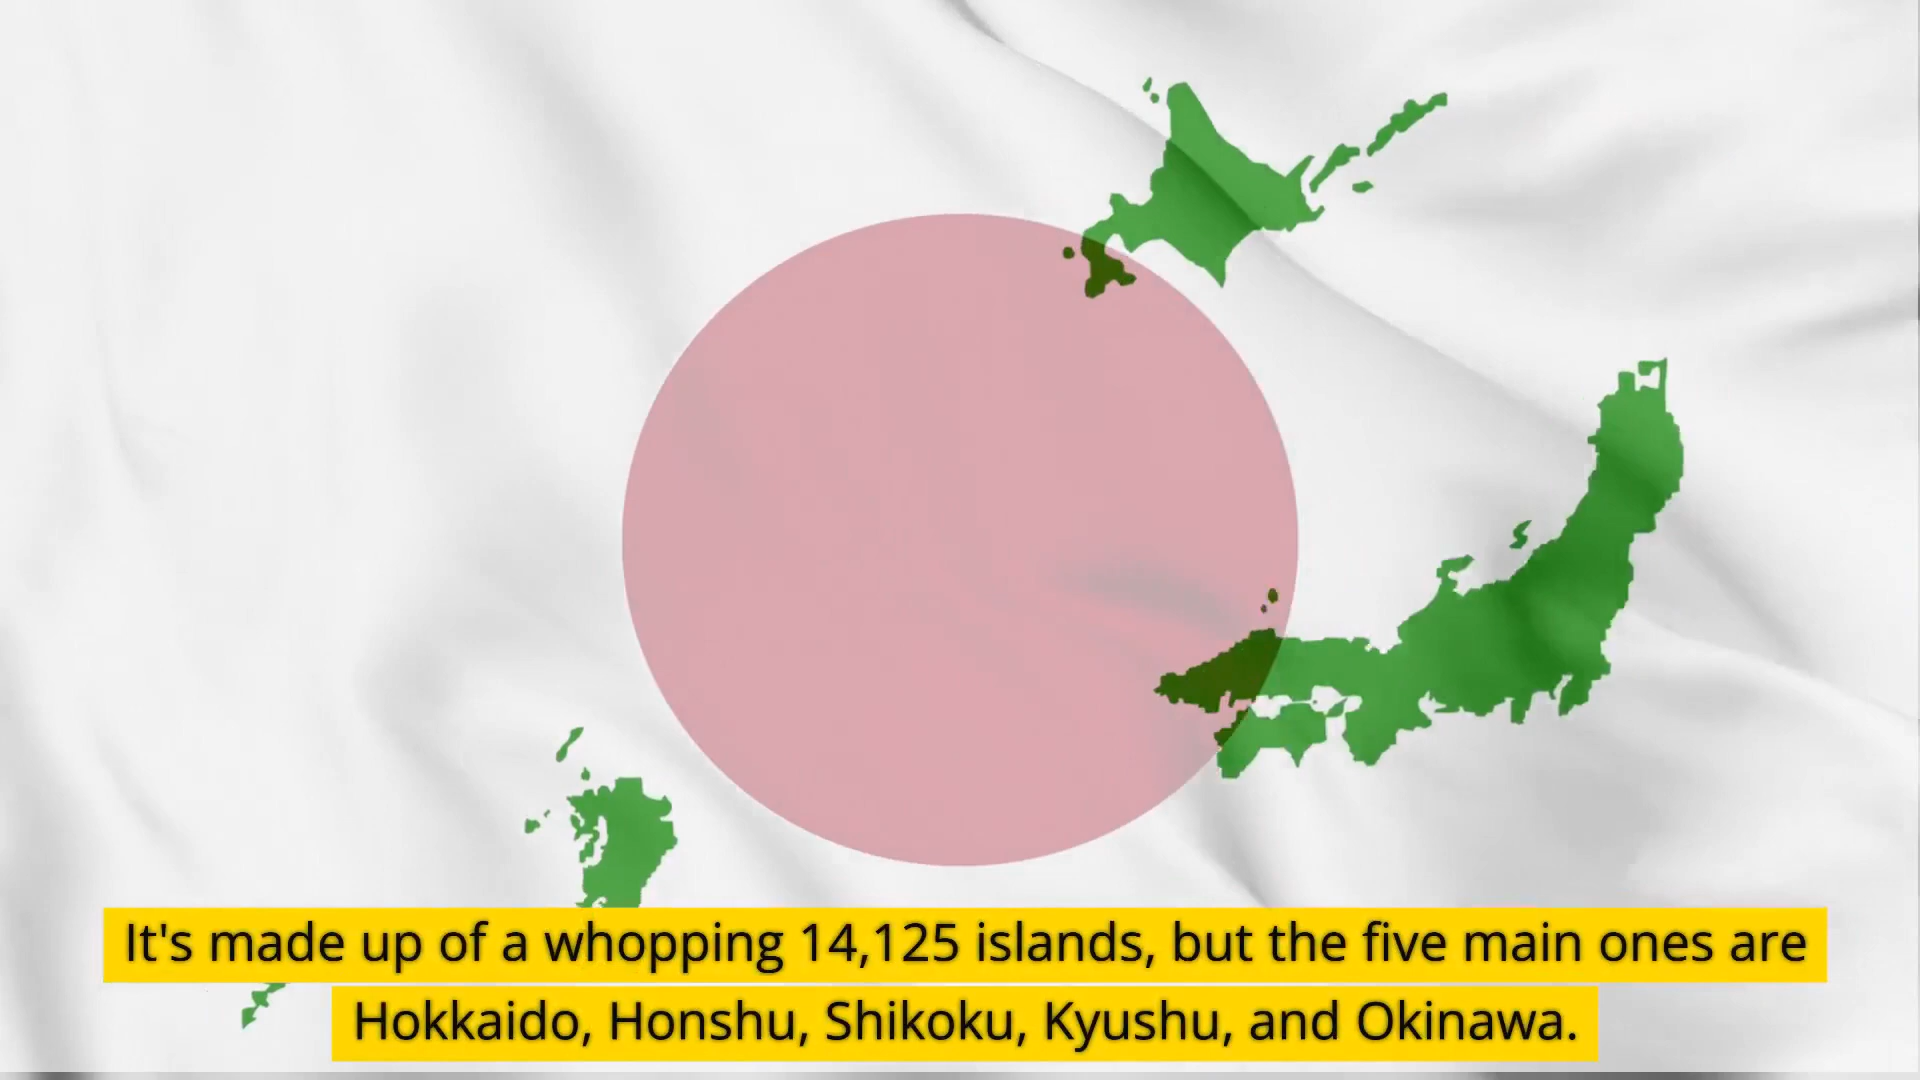 It's made up of a whopping 14,125 islands, but the five main ones are
Hokkaido, Honshu, Shikoku, Kyushu, and Okinawa.